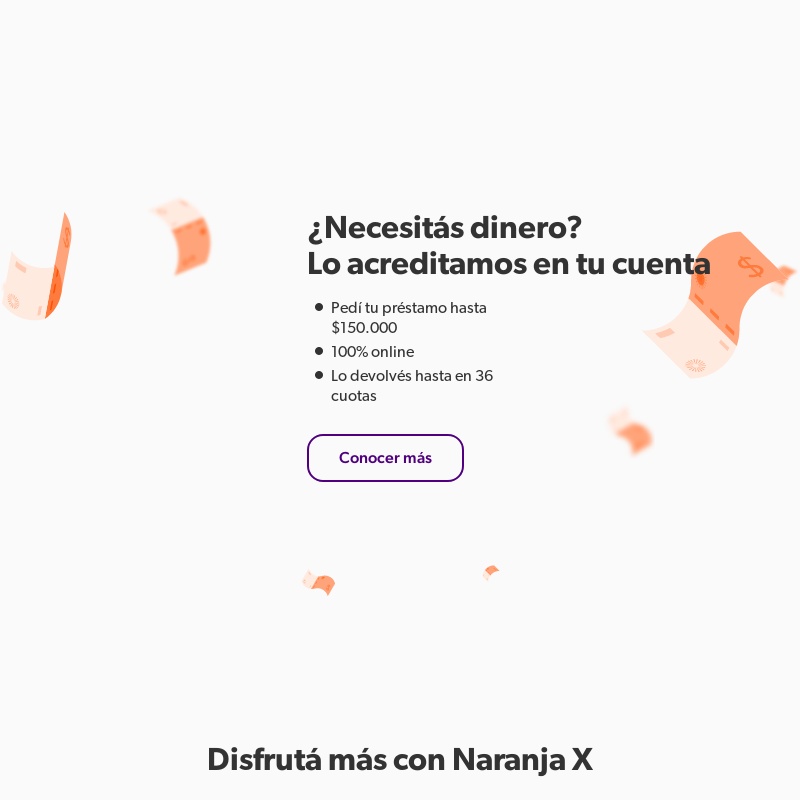 ¿Necesitás dinero?
Lo acreditamos en tu cuenta
Pedí tu préstamo hasta
$150.000
100% online
Lo devolvés hasta en 36
cuotas
Conocer más
Disfrutá más con Naranja X